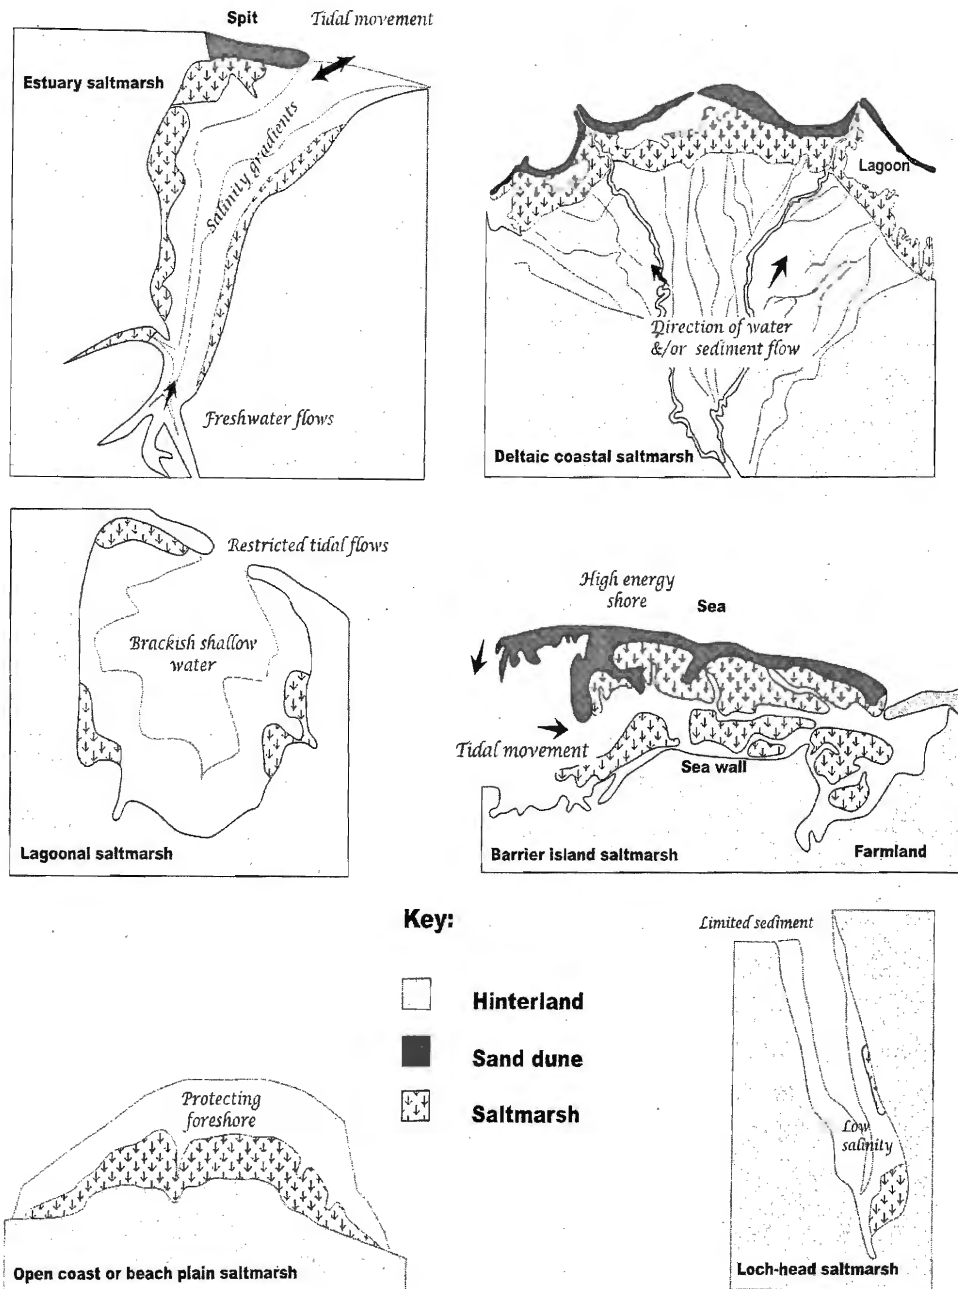 Spit
Tidal movement
Estuary saltmarsh
Salinity gradients
Freshwater flows
Lagoon
Direction of water
&/or sediment flow
Deltaic coastal saltmarsh
Restricted tidal flows
Brackish shallow
water
Lagoonal saltmarsh
High energy
shore
Sea
Tidal movement
Sea wall
Barrier island saltmarsh
Farmland
Key:
Hinterland
Sand dune
Saltmarsh
Limited sediment
Low
salinity
Loch-head saltmarsh
Protecting
foreshore
Open coast or beach plain saltmarsh